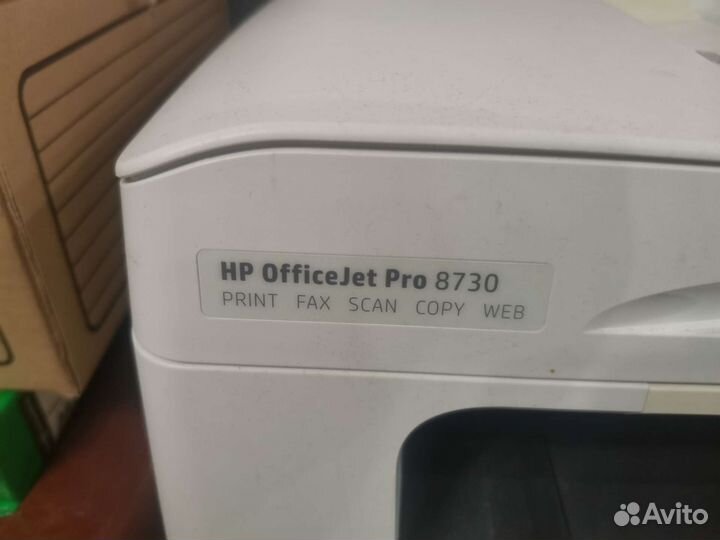 HP OfficeJet Pro 8730
PRINT FAX SCAN COPY WEB
Avito